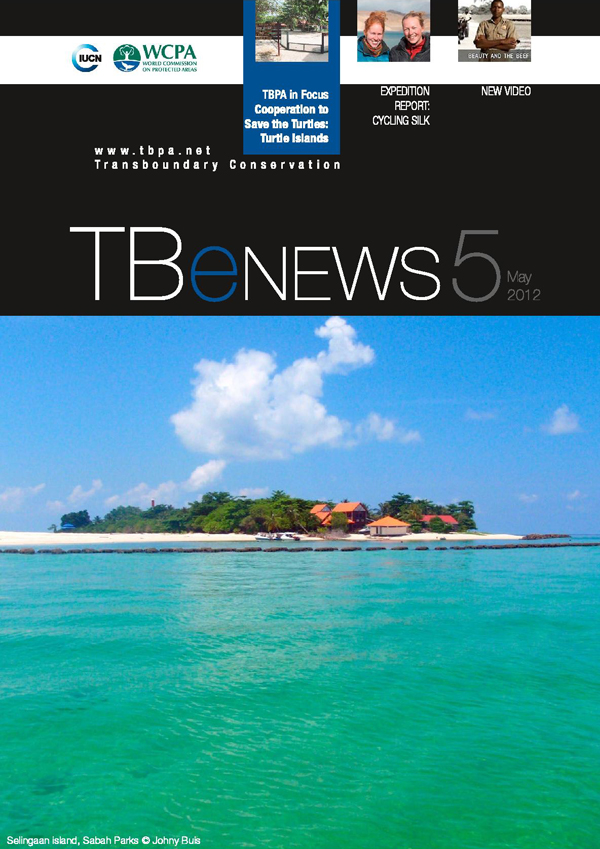 IUCN
WCPA
WORLD COMMISSION
ON PROTECTED AREAS
TBPA in Focus
Cooperation to
Save the Turtles:
Turtle Islands
EXPEDITION
REPORT:
CYCLING SILK
BEAUTY AND THE BEEF
NEW VIDEO
www.tbpa.net
Transboundary Conservation
TBeNEWS 5
May
2012
Selingaan island, Sabah Parks © Johny Buis